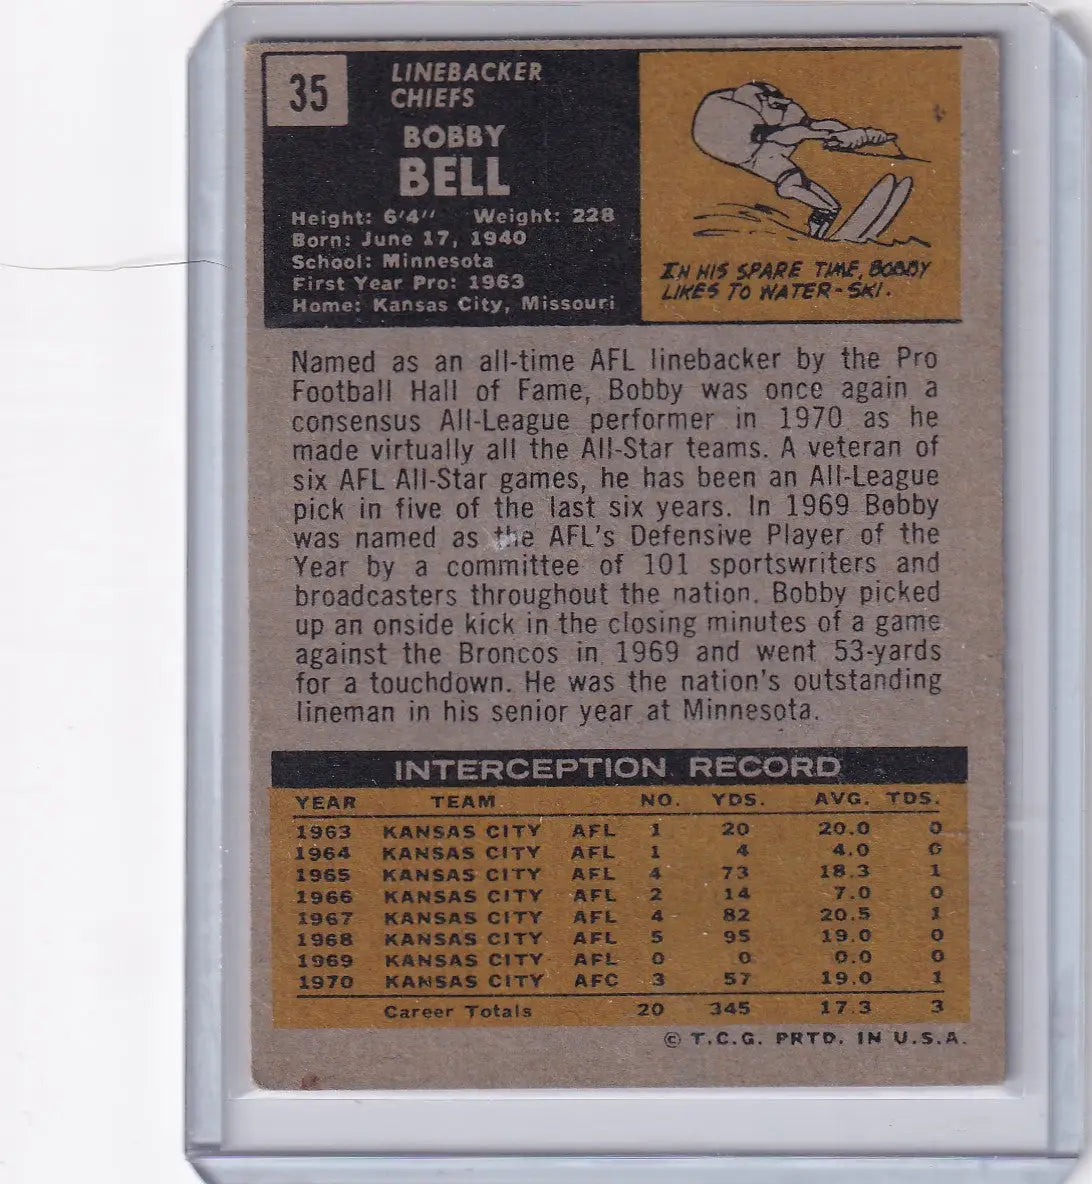 35
LINEBACKER
CHIEFS
BOBBY
BELL
Height: 6'4" Weight: 228
Born: June 17, 1940
School: Minnesota
First Year Pro: 1963
Home: Kansas City, Missouri
IN HIS SPARE TIME, BOBBY
LIKES TO WATER-SKI.
Named as an all-time AFL linebacker by the Pro
Football Hall of Fame, Bobby was once again a
consensus All-League performer in 1970 as he
made virtually all the All-Star teams. A veteran of
six AFL All-Star games, he has been an All-League
pick in five of the last six years. In 1969 Bobby
was named as the AFL's Defensive Player of the
Year by a committee of 101 sportswriters and
broadcasters throughout the nation. Bobby picked
up an onside kick in the closing minutes of a game
against the Broncos in 1969 and went 53-yards
for a touchdown. He was the nation's outstanding
lineman in his senior year at Minnesota.
INTERCEPTION RECORD
YEAR TEAM NO. YDS. AVG. TDS.
1963 KANSAS CITY AFL 1 20 20.0 0
1964 KANSAS CITY AFL 1 4 4.0 0
1965 KANSAS CITY AFL 4 73 18.3 1
1966 KANSAS CITY AFL 2 14 7.0 0
1967 KANSAS CITY AFL 4 82 20.5 1
1968 KANSAS CITY AFL 5 95 19.0 0
1969 KANSAS CITY AFL 0 0 0.0 0
1970 KANSAS CITY AFC 3 57 19.0 1
Career Totals 20 345 17.3 3
© T.C.G. PRTD. IN U.S.A.